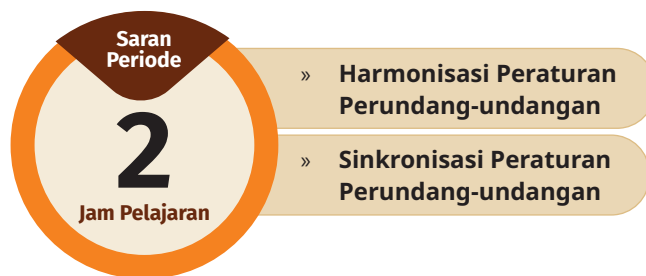 Saran
Periode
2
Jam Pelajaran
» Harmonisasi Peraturan
Perundang-undangan
» Sinkronisasi Peraturan
Perundang-undangan